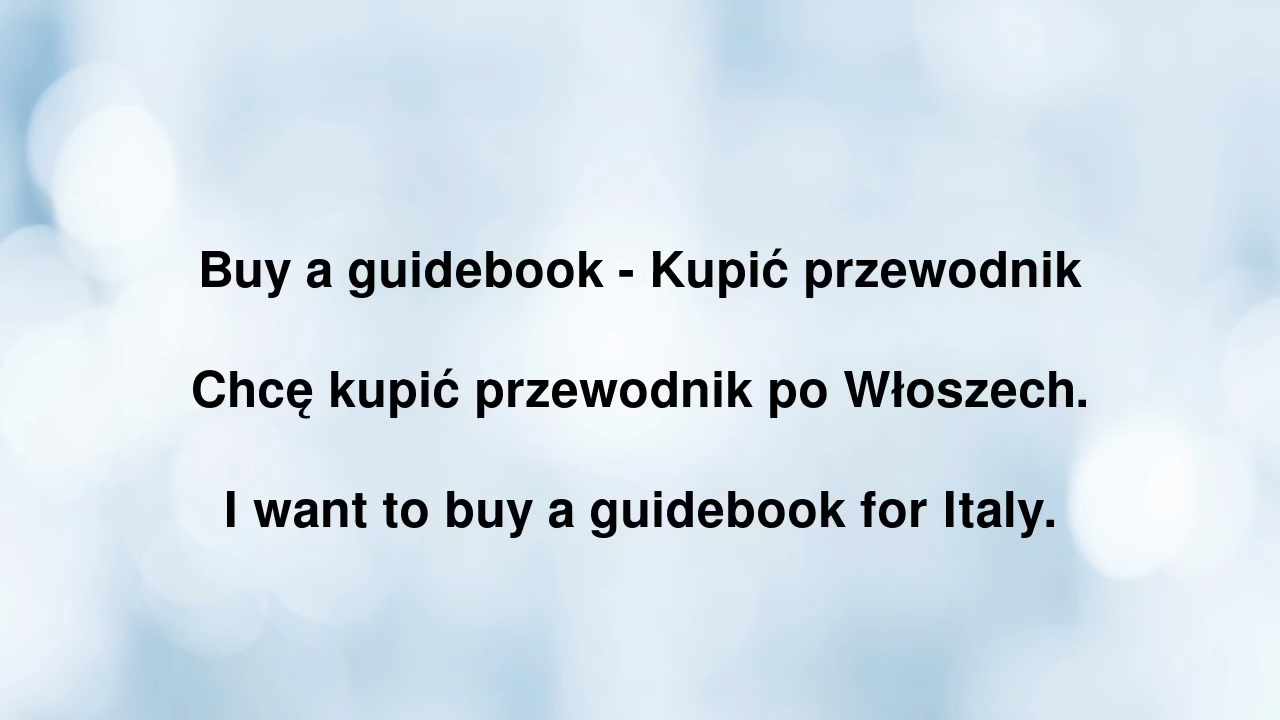 Buy a guidebook - Kupić przewodnik
Chcę kupić przewodnik po Włoszech.
I want to buy a guidebook for Italy.